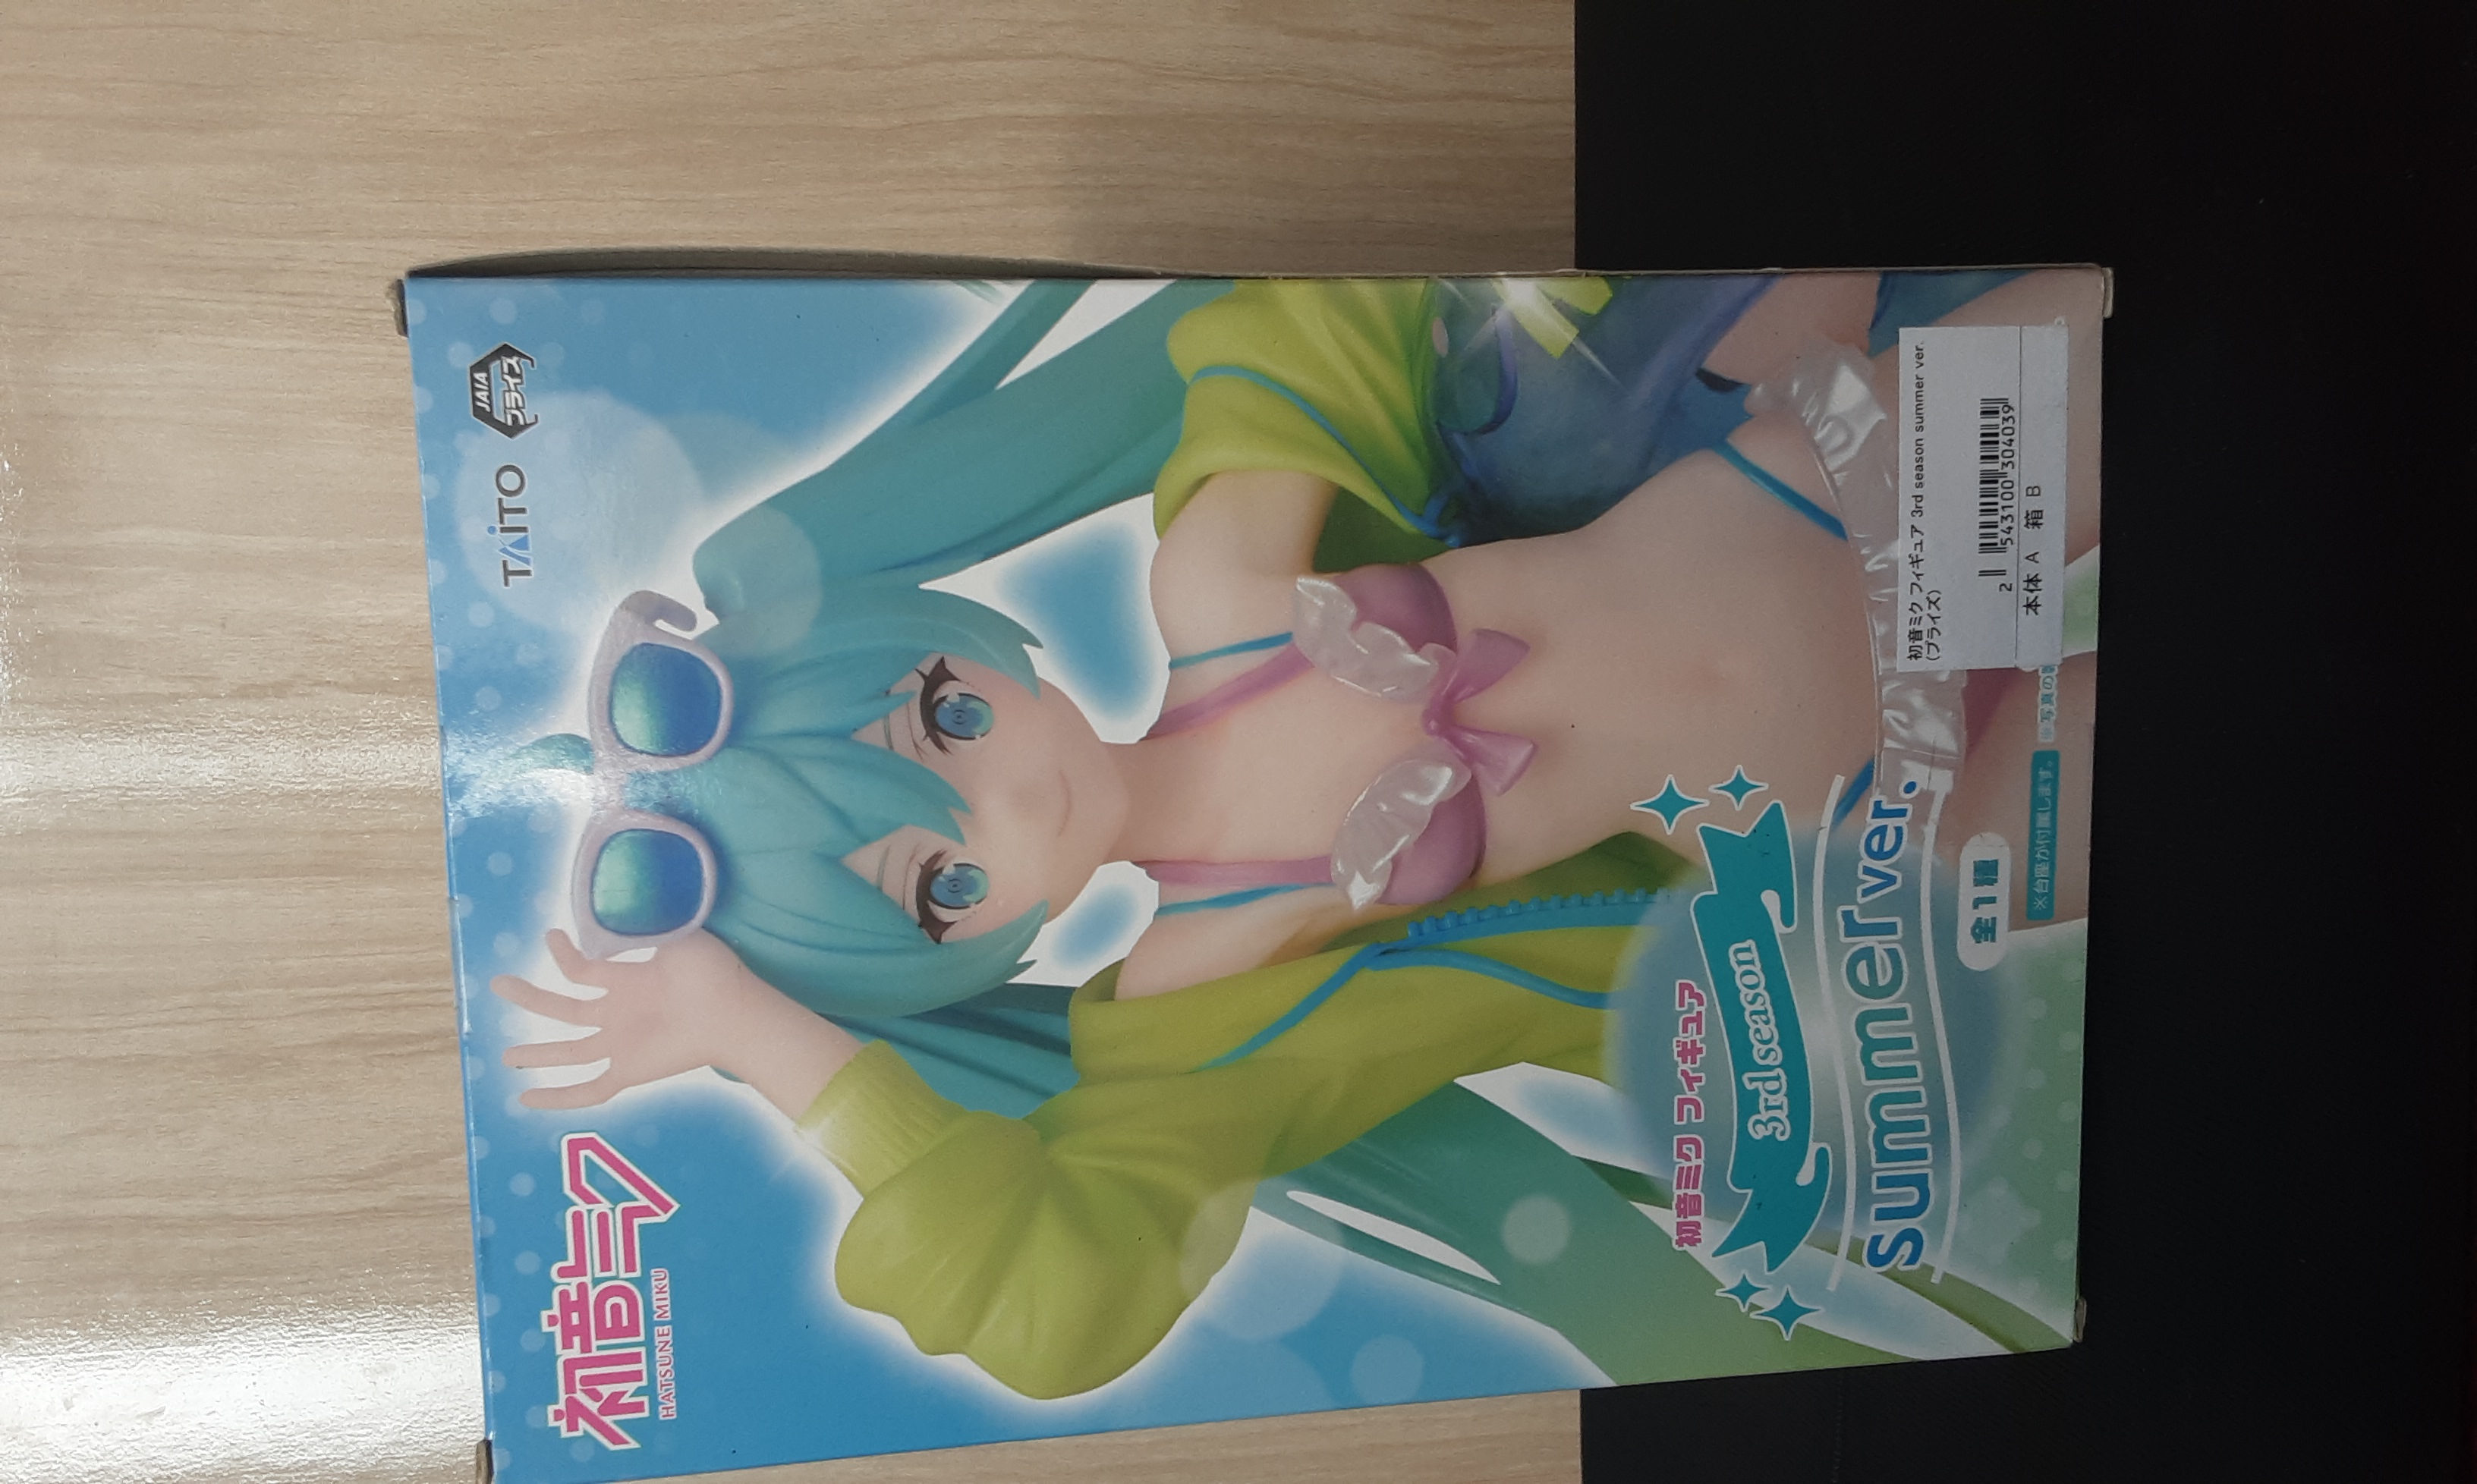 TAITO
JAIA
プライズ
初音ミク
HATSUNE MIKU
初音ミク フィギュア
3rd season
summer ver.
全1種
※台座が付属します。 ※写真の
初音ミク フィギュア 3rd season summer ver.
(プライズ)
2 543100 304039
本体 A 箱 B